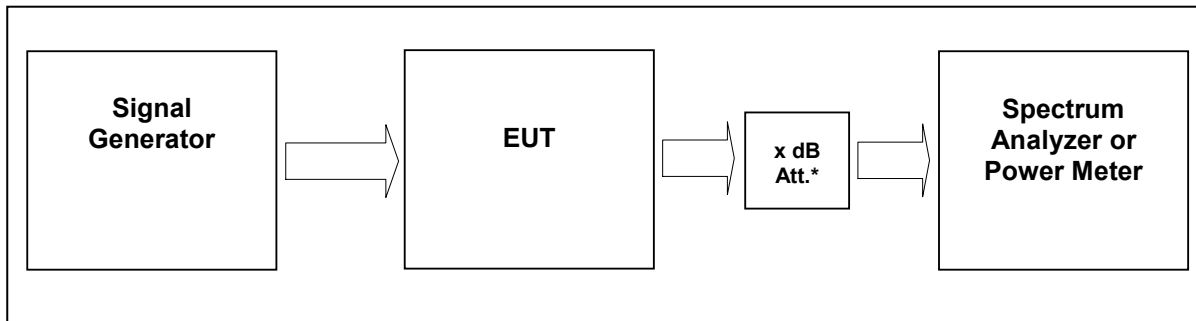 Signal
Generator
EUT
x dB
Att.*
Spectrum
Analyzer or
Power Meter